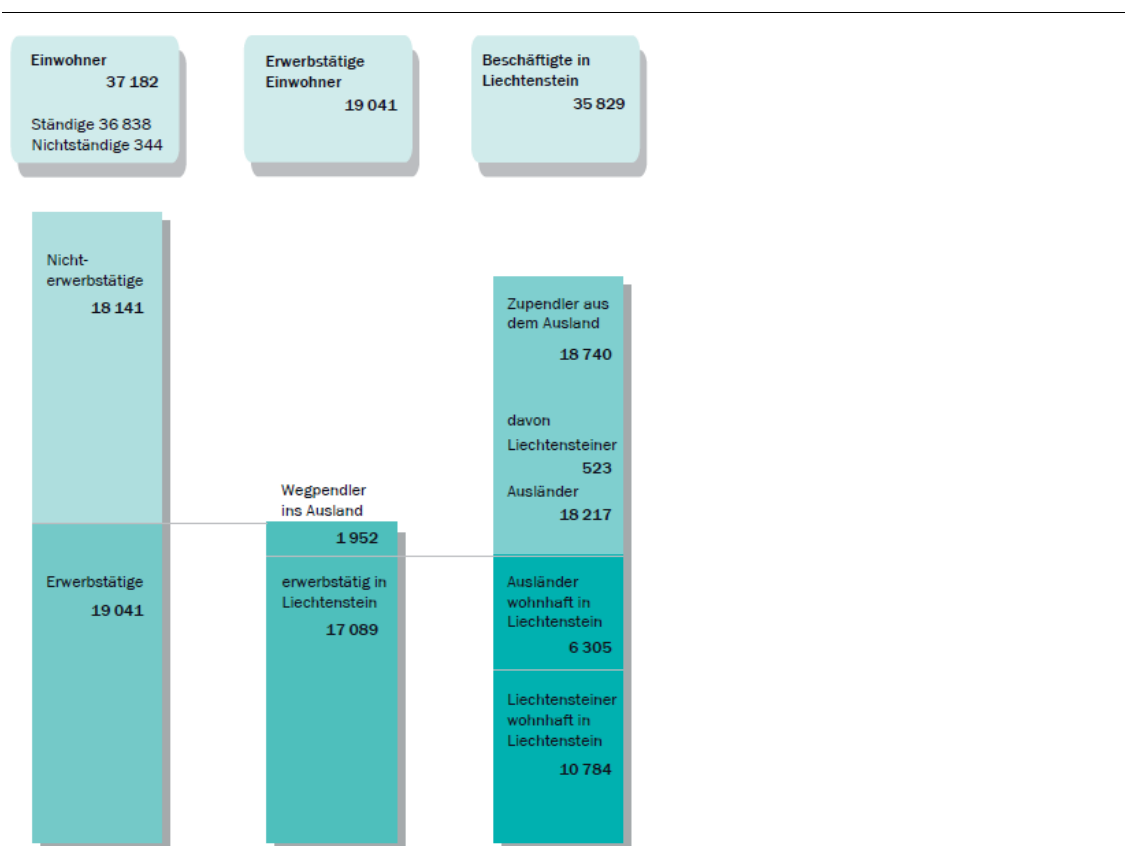 Einwohner
37 182
Ständige 36 838
Nichtständige 344
Erwerbstätige
Einwohner
19 041
Beschäftigte in
Liechtenstein
35 829
Nicht-
erwerbstätige
18 141
Erwerbstätige
19 041
Wegpendler
ins Ausland
1 952
erwerbstätig in
Liechtenstein
17 089
Zupendler aus
dem Ausland
18 740
davon
Liechtensteiner
523
Ausländer
18 217
Ausländer
wohnhaft in
Liechtenstein
6 305
Liechtensteiner
wohnhaft in
Liechtenstein
10 784